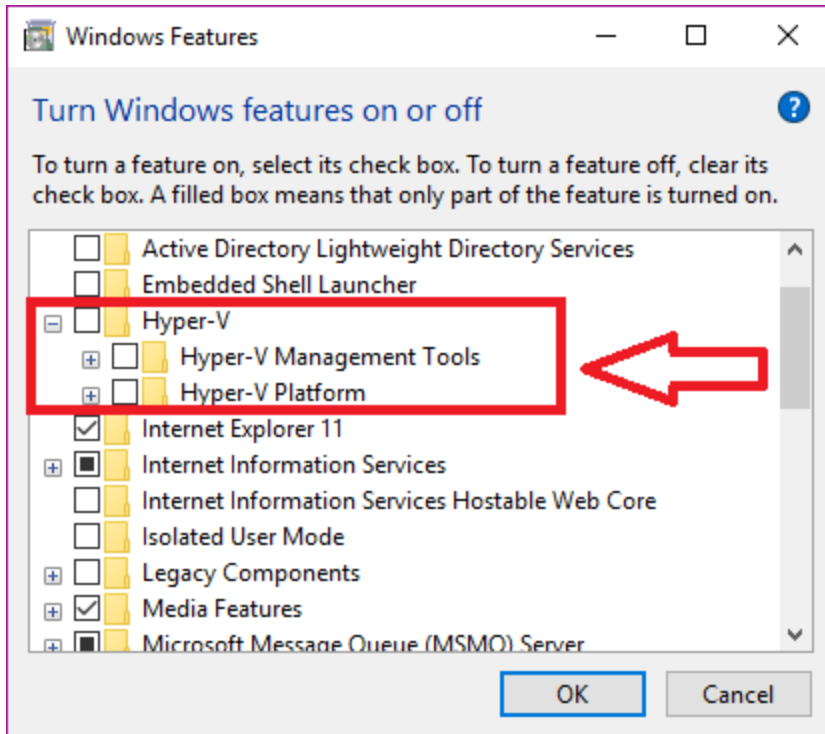 Windows Features
Turn Windows features on or off
?
To turn a feature on, select its check box. To turn a feature off, clear its
check box. A filled box means that only part of the feature is turned on.
Active Directory Lightweight Directory Services
Embedded Shell Launcher
Hyper-V
Hyper-V Management Tools
Hyper-V Platform
Internet Explorer 11
Internet Information Services
Internet Information Services Hostable Web Core
Isolated User Mode
Legacy Components
Media Features
Microsoft Message Queue (MSMQ) Server
OK
Cancel